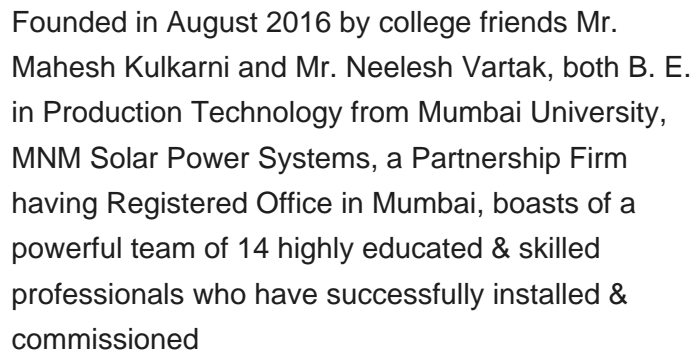 Founded in August 2016 by college friends Mr.
Mahesh Kulkarni and Mr. Neelesh Vartak, both B. E.
in Production Technology from Mumbai University,
MNM Solar Power Systems, a Partnership Firm
having Registered Office in Mumbai, boasts of a
powerful team of 14 highly educated & skilled
professionals who have successfully installed &
commissioned